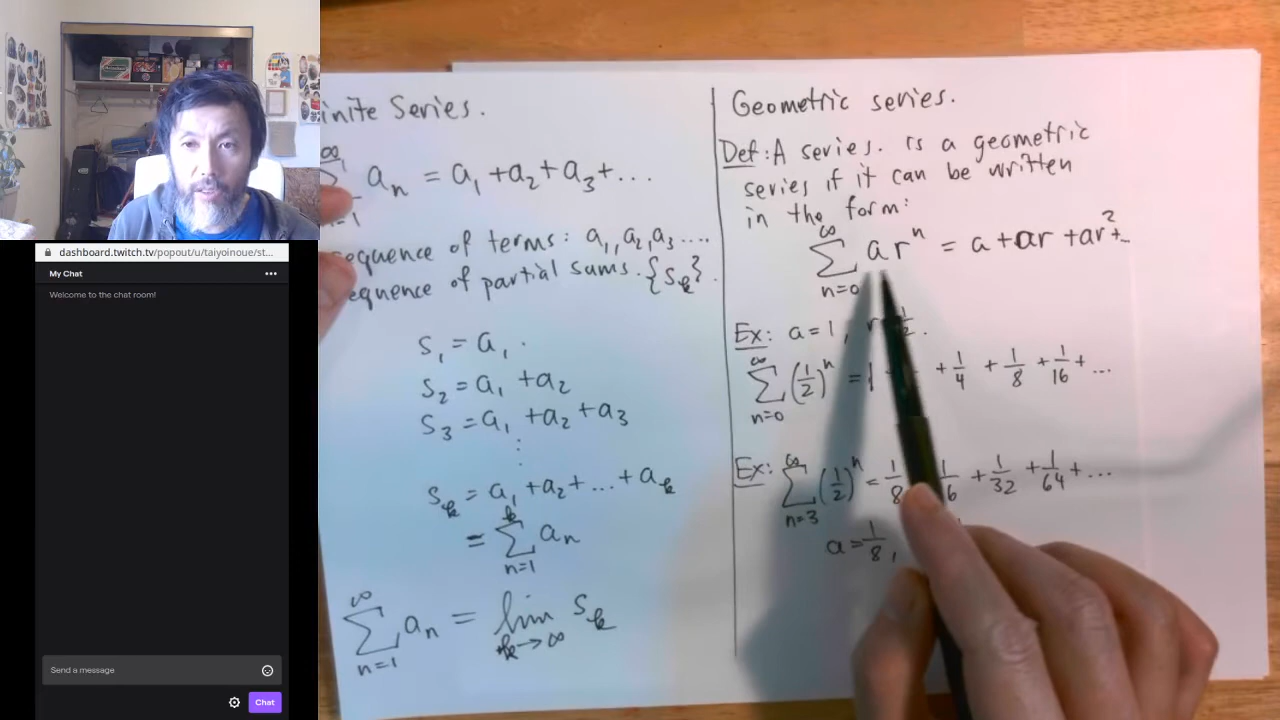 dashboard.twitch.tv/popout/u/taiyoinoue/st...
My Chat
Welcome to the chat room!
Send a message
Chat
inite Series.
∞
∑ aₙ = a₁ + a₂ + a₃ + ...
n=1
equence of terms: a₁, a₂, a₃ ....
equence of partial sums. {Sₖ}.
S₁ = a₁.
S₂ = a₁ + a₂
S₃ = a₁ + a₂ + a₃
⋮
Sₖ = a₁ + a₂ + ... + aₖ
k
= ∑ aₙ
n=1
∞
∑ aₙ = lim Sₖ
n=1 k→∞
Geometric series.
Def: A series. is a geometric
series if it can be written
in the form:
∞
∑ arⁿ = a + ar + ar² + ...
n=0
Ex: a = 1, r 1/2.
∞
∑ (1/2)ⁿ = 1 + 1/4 + 1/8 + 1/16 + ...
n=0
Ex: ∞
∑ (1/2)ⁿ = 1/8 + 1/32 + 1/64 + ...
n=3
a = 1/8,